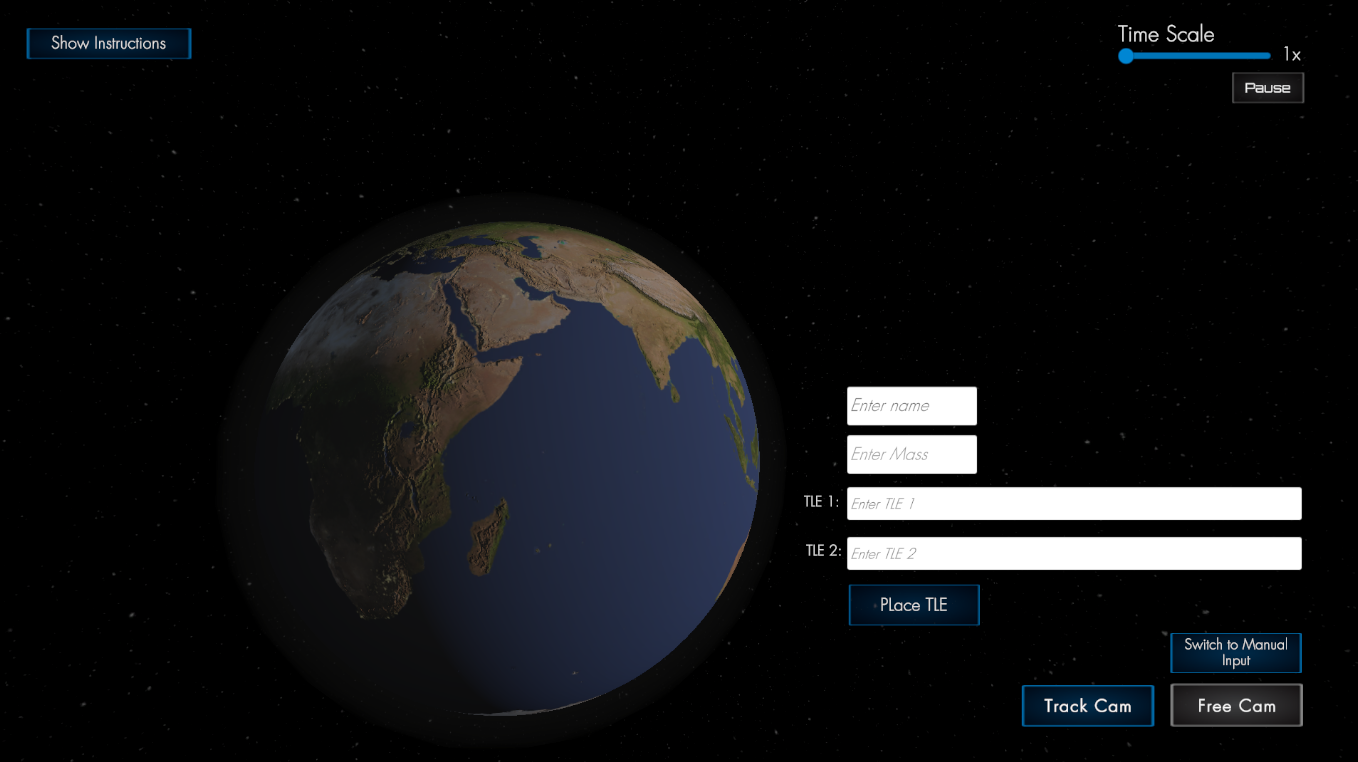 Show Instructions
Time Scale
1x
Pause
Enter name
Enter Mass
TLE 1:
Enter TLE 1
TLE 2:
Enter TLE 2
PLace TLE
Switch to Manual
Input
Track Cam
Free Cam